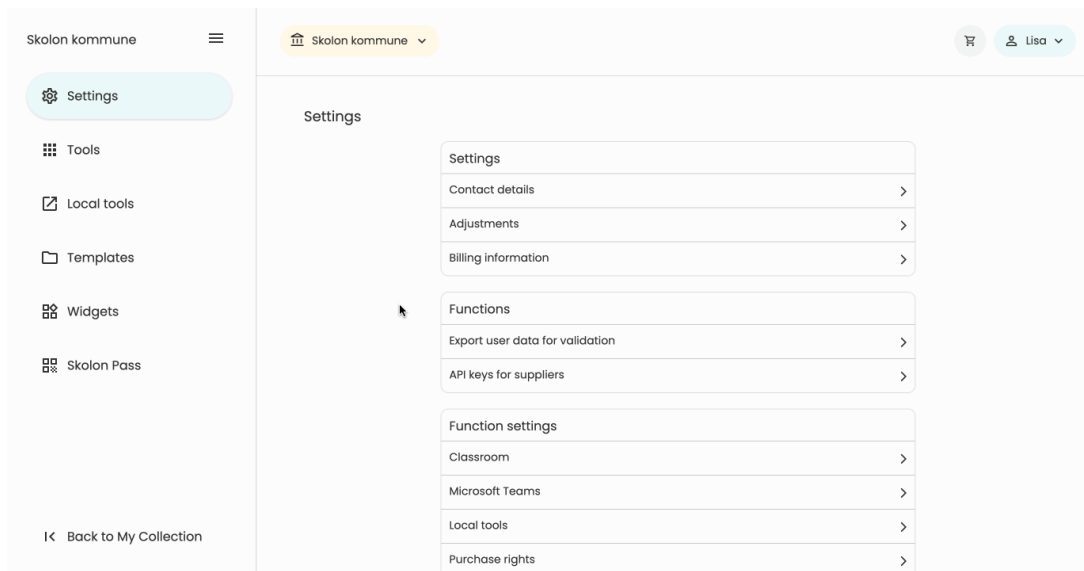 Skolon kommune
Settings
Tools
Local tools
Templates
Widgets
Skolon Pass
Back to My Collection
Skolon kommune
Lisa
Settings
Settings
Contact details
Adjustments
Billing information
Functions
Export user data for validation
API keys for suppliers
Function settings
Classroom
Microsoft Teams
Local tools
Purchase rights